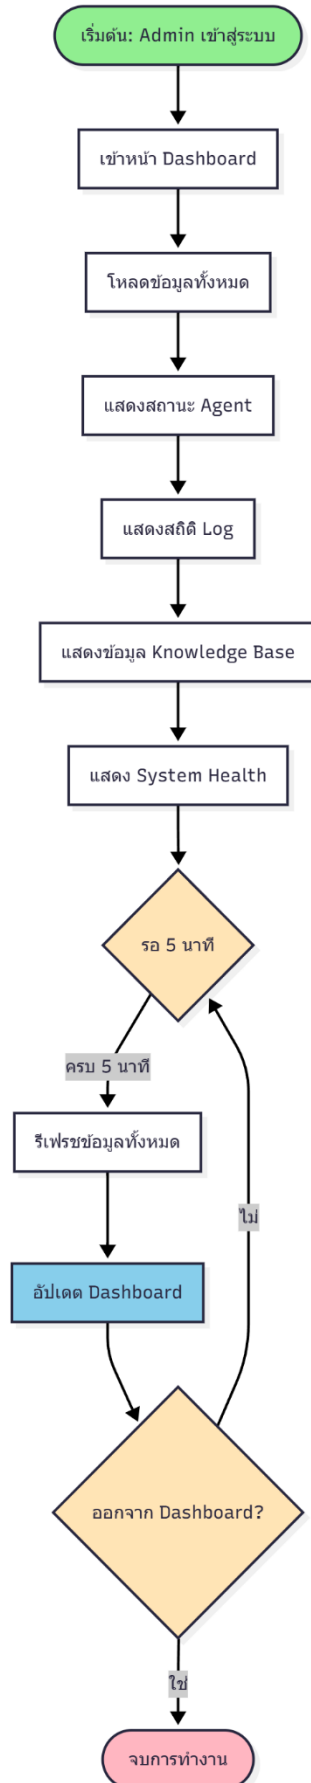 เริ่มต้น: Admin เข้าสู่ระบบ
เข้าหน้า Dashboard
โหลดข้อมูลทั้งหมด
แสดงสถานะ Agent
แสดงสถิติ Log
แสดงข้อมูล Knowledge Base
แสดง System Health
รอ 5 นาที
ครบ 5 นาที
รีเฟรชข้อมูลทั้งหมด
ไม่
อัปเดต Dashboard
ออกจาก Dashboard?
ใช่
จบการทำงาน